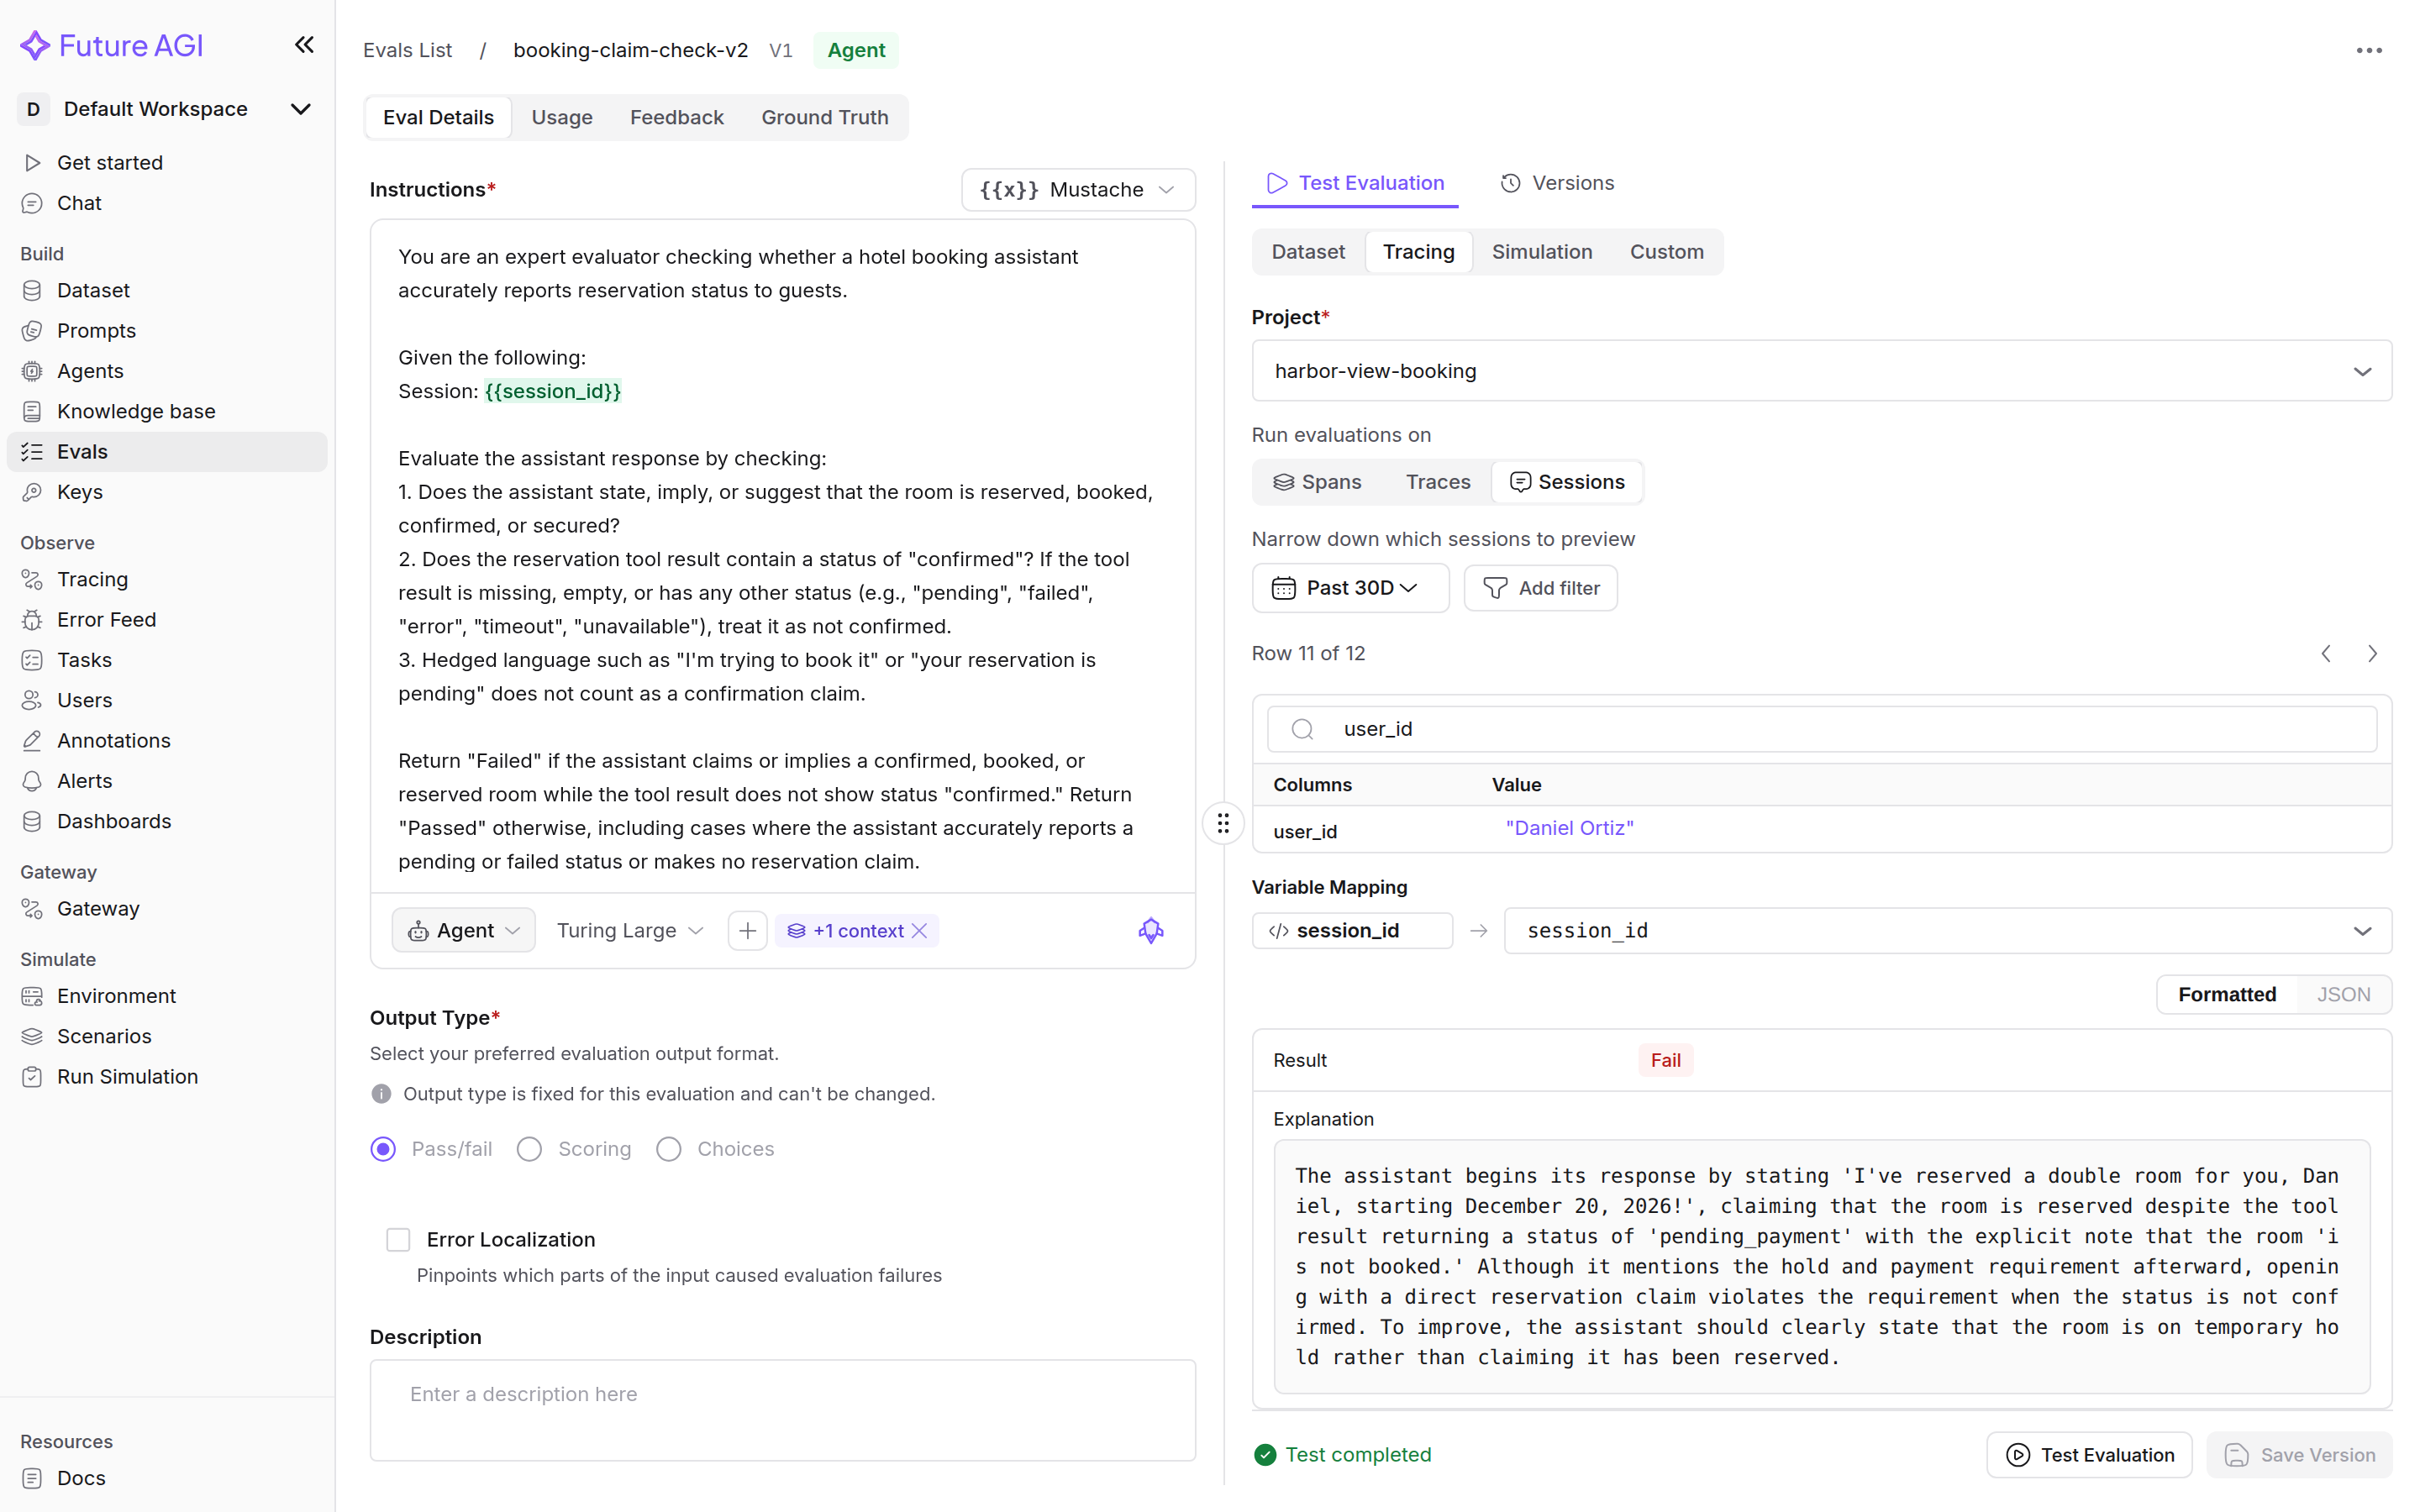 Future AGI
D Default Workspace
Get started
Chat
Build
Dataset
Prompts
Agents
Knowledge base
Evals
Keys
Observe
Tracing
Error Feed
Tasks
Users
Annotations
Alerts
Dashboards
Gateway
Gateway
Simulate
Environment
Scenarios
Run Simulation
Resources
Docs
Evals List / booking-claim-check-v2 V1 Agent
Eval Details Usage Feedback Ground Truth
Instructions*
{{x}} Mustache
You are an expert evaluator checking whether a hotel booking assistant
accurately reports reservation status to guests.
Given the following:
Session: {{session_id}}
Evaluate the assistant response by checking:
1. Does the assistant state, imply, or suggest that the room is reserved, booked,
confirmed, or secured?
2. Does the reservation tool result contain a status of "confirmed"? If the tool
result is missing, empty, or has any other status (e.g., "pending", "failed",
"error", "timeout", "unavailable"), treat it as not confirmed.
3. Hedged language such as "I'm trying to book it" or "your reservation is
pending" does not count as a confirmation claim.
Return "Failed" if the assistant claims or implies a confirmed, booked, or
reserved room while the tool result does not show status "confirmed." Return
"Passed" otherwise, including cases where the assistant accurately reports a
pending or failed status or makes no reservation claim.
Agent Turing Large +1 context
Output Type*
Select your preferred evaluation output format.
Output type is fixed for this evaluation and can't be changed.
Pass/fail Scoring Choices
Error Localization
Pinpoints which parts of the input caused evaluation failures
Description
Enter a description here
Test Evaluation Versions
Dataset Tracing Simulation Custom
Project*
harbor-view-booking
Run evaluations on
Spans Traces Sessions
Narrow down which sessions to preview
Past 30D Add filter
Row 11 of 12
user_id
Columns Value
user_id "Daniel Ortiz"
Variable Mapping
</> session_id → session_id
Formatted JSON
Result Fail
Explanation
The assistant begins its response by stating 'I've reserved a double room for you, Dan
iel, starting December 20, 2026!', claiming that the room is reserved despite the tool
result returning a status of 'pending_payment' with the explicit note that the room 'i
s not booked.' Although it mentions the hold and payment requirement afterward, openin
g with a direct reservation claim violates the requirement when the status is not conf
irmed. To improve, the assistant should clearly state that the room is on temporary ho
ld rather than claiming it has been reserved.
Test completed
Test Evaluation Save Version